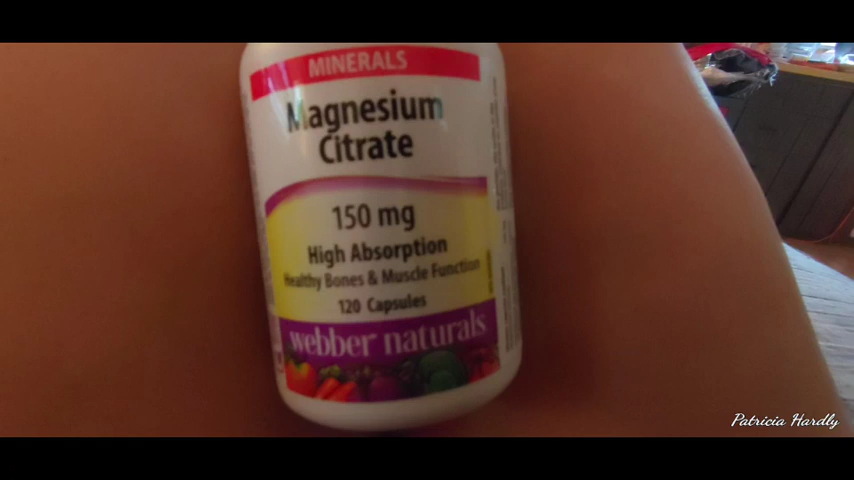 MINERALS
Magnesium
Citrate
150 mg
High Absorption
Healthy Bones & Muscle Function
120 Capsules
webber naturals
Patricia Hardly